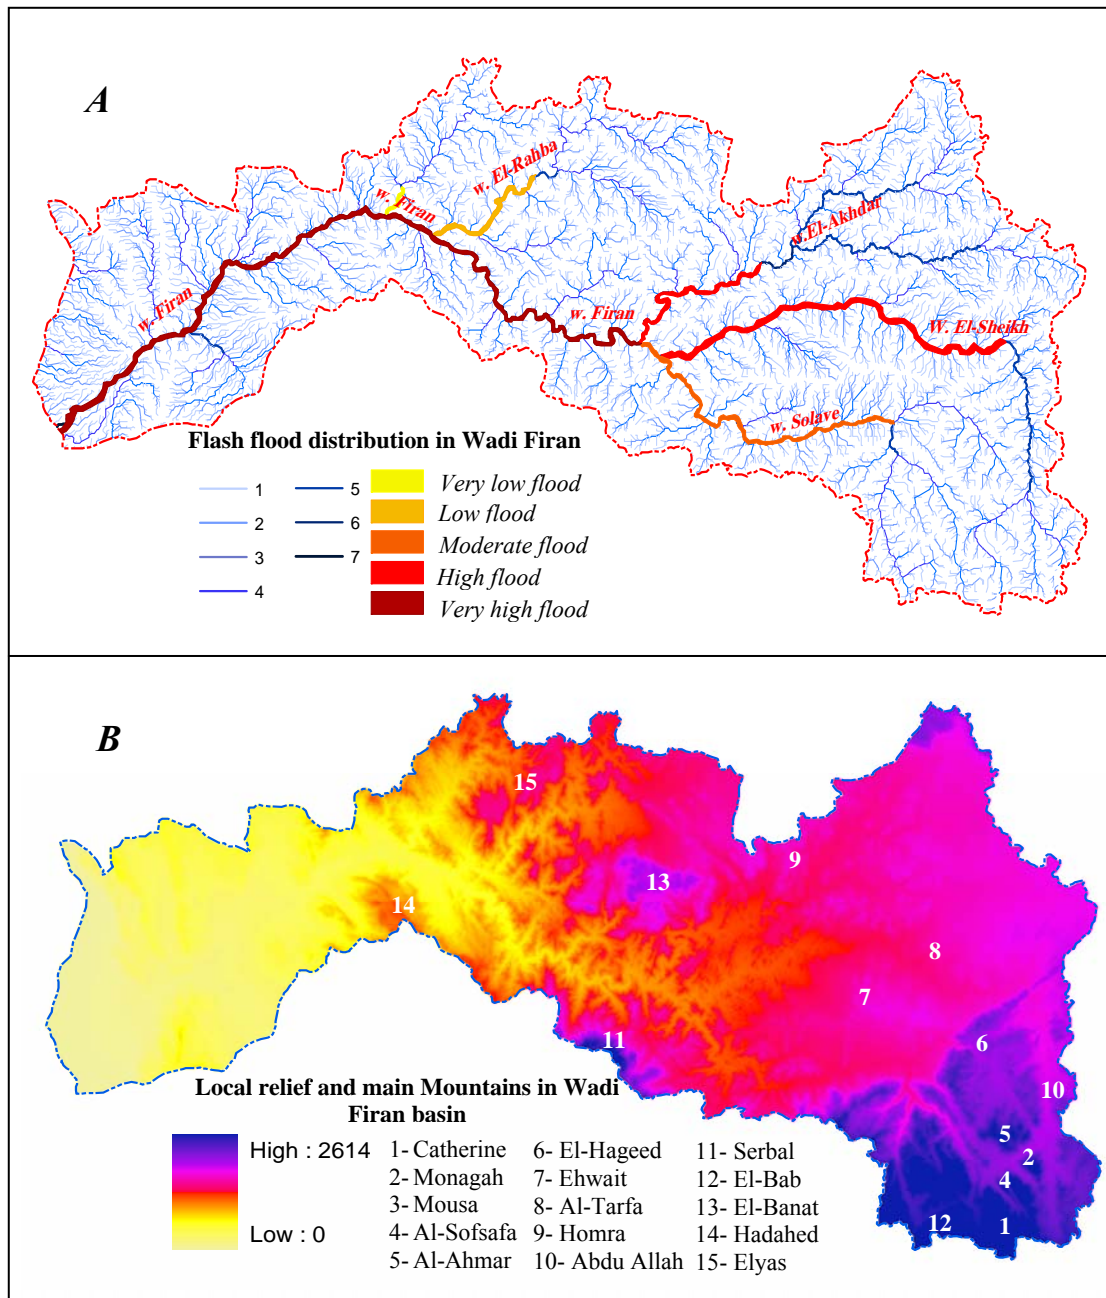 A
w. El-Rahba
w. Firan
w.El-Akhdar
w. Firan
w. Firan
W. El-Sheikh
w. Solave
Flash flood distribution in Wadi Firan
1
2
3
4
5
6
7
Very low flood
Low flood
Moderate flood
High flood
Very high flood
B
15
9
13
14
8
7
11
6
10
5
2
4
12
1
Local relief and main Mountains in Wadi
Firan basin
High : 2614
Low : 0
1- Catherine
2- Monagah
3- Mousa
4- Al-Sofsafa
5- Al-Ahmar
6- El-Hageed
7- Ehwait
8- Al-Tarfa
9- Homra
10- Abdu Allah
11- Serbal
12- El-Bab
13- El-Banat
14- Hadahed
15- Elyas